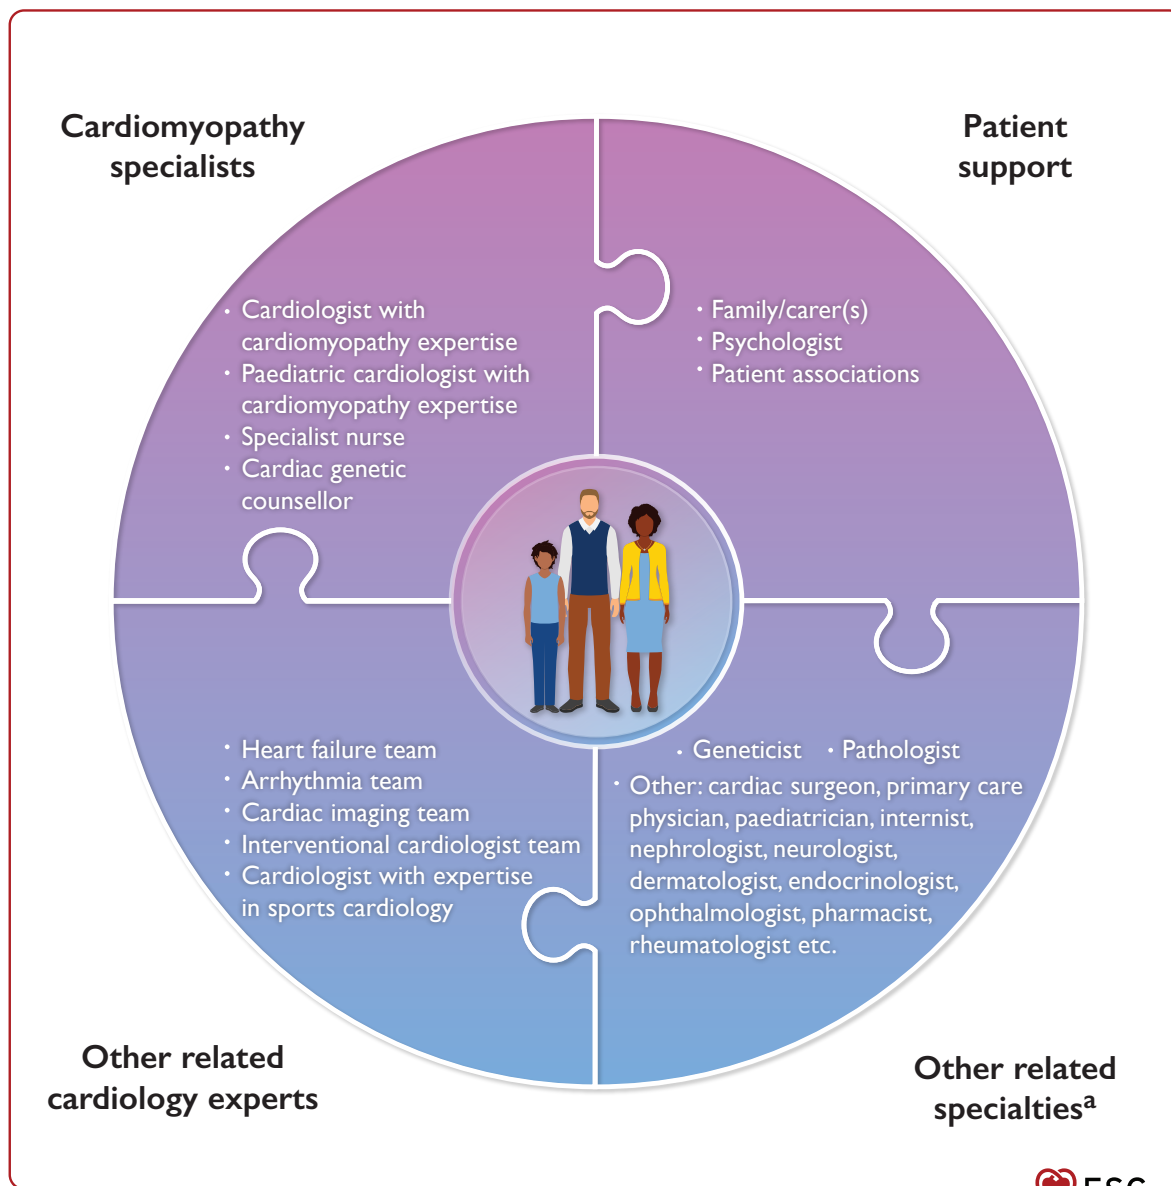 Cardiomyopathy
specialists
Patient
support
• Cardiologist with
cardiomyopathy expertise
• Paediatric cardiologist with
cardiomyopathy expertise
• Specialist nurse
• Cardiac genetic
counsellor
• Family/carer(s)
• Psychologist
• Patient associations
• Heart failure team
• Arrhythmia team
• Cardiac imaging team
• Interventional cardiologist team
• Cardiologist with expertise
in sports cardiology
• Geneticist • Pathologist
• Other: cardiac surgeon, primary care
physician, paediatrician, internist,
nephrologist, neurologist,
dermatologist, endocrinologist,
ophthalmologist, pharmacist,
rheumatologist etc.
Other related
cardiology experts
Other related
specialtiesᵃ
ESC